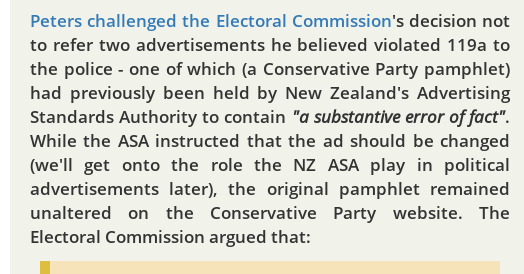 Peters challenged the Electoral Commission's decision not
to refer two advertisements he believed violated 119a to
the police - one of which (a Conservative Party pamphlet)
had previously been held by New Zealand's Advertising
Standards Authority to contain "a substantive error of fact".
While the ASA instructed that the ad should be changed
(we'll get onto the role the NZ ASA play in political
advertisements later), the original pamphlet remained
unaltered on the Conservative Party website. The
Electoral Commission argued that: